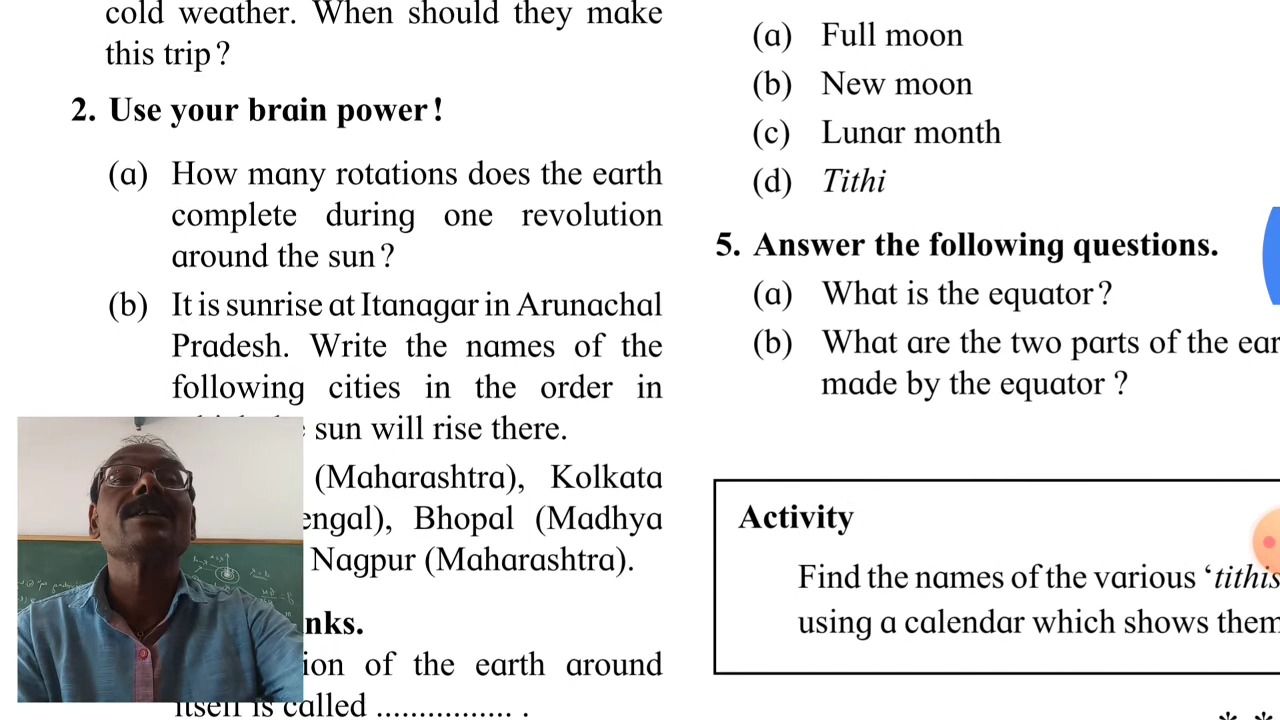 cold weather. When should they make
this trip?
2. Use your brain power!
(a) How many rotations does the earth
complete during one revolution
around the sun?
(b) It is sunrise at Itanagar in Arunachal
Pradesh. Write the names of the
following cities in the order in
sun will rise there.
(Maharashtra), Kolkata
engal), Bhopal (Madhya
Nagpur (Maharashtra).
nks.
ion of the earth around
itself is called ................ .
(a) Full moon
(b) New moon
(c) Lunar month
(d) Tithi
5. Answer the following questions.
(a) What is the equator?
(b) What are the two parts of the ear
made by the equator ?
Activity
Find the names of the various ‘tithis
using a calendar which shows them
* *